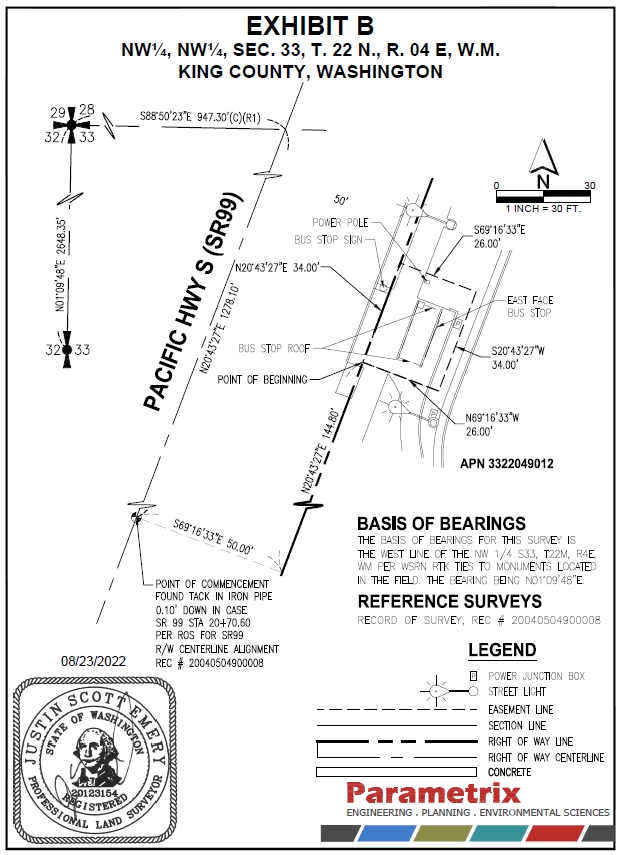 EXHIBIT B
NW¼, NW¼, SEC. 33, T. 22 N., R. 04 E, W.M.
KING COUNTY, WASHINGTON
29 28
32 33
S88°50'23"E 947.30'(C)(R1)
N01°09'48"E 2648.35'
32 33
PACIFIC HWY S (SR99)
N20°43'27"E 1278.10'
50'
POWER POLE
BUS STOP SIGN
N20°43'27"E 34.00'
S69°16'33"E
26.00'
0 N 30
1 INCH = 30 FT.
EAST FACE
BUS STOP
P
BUS STOP ROOF
POINT OF BEGINNING
S20°43'27"W
34.00'
N69°16'33"W
26.00'
N20°43'27"E 144.80'
APN 3322049012
S69°16'33"E 50.00'
POINT OF COMMENCEMENT
FOUND TACK IN IRON PIPE
0.10' DOWN IN CASE
SR 99 STA 20+70.60
PER ROS FOR SR99
R/W CENTERLINE ALIGNMENT
REC # 20040504900008
BASIS OF BEARINGS
THE BASIS OF BEARINGS FOR THIS SURVEY IS
THE WEST LINE OF THE NW 1/4 S33, T22M, R4E,
WM PER WSRN RTK TIES TO MONUMENTS LOCATED
IN THE FIELD. THE BEARING BEING N01°09'48"E.
REFERENCE SURVEYS
RECORD OF SURVEY, REC # 20040504900008
LEGEND
P POWER JUNCTION BOX
STREET LIGHT
EASEMENT LINE
SECTION LINE
RIGHT OF WAY LINE
RIGHT OF WAY CENTERLINE
CONCRETE
08/23/2022
JUSTIN SCOTT EMERY
STATE OF WASHINGTON
20123154
REGISTERED
PROFESSIONAL LAND SURVEYOR
Parametrix
ENGINEERING . PLANNING . ENVIRONMENTAL SCIENCES